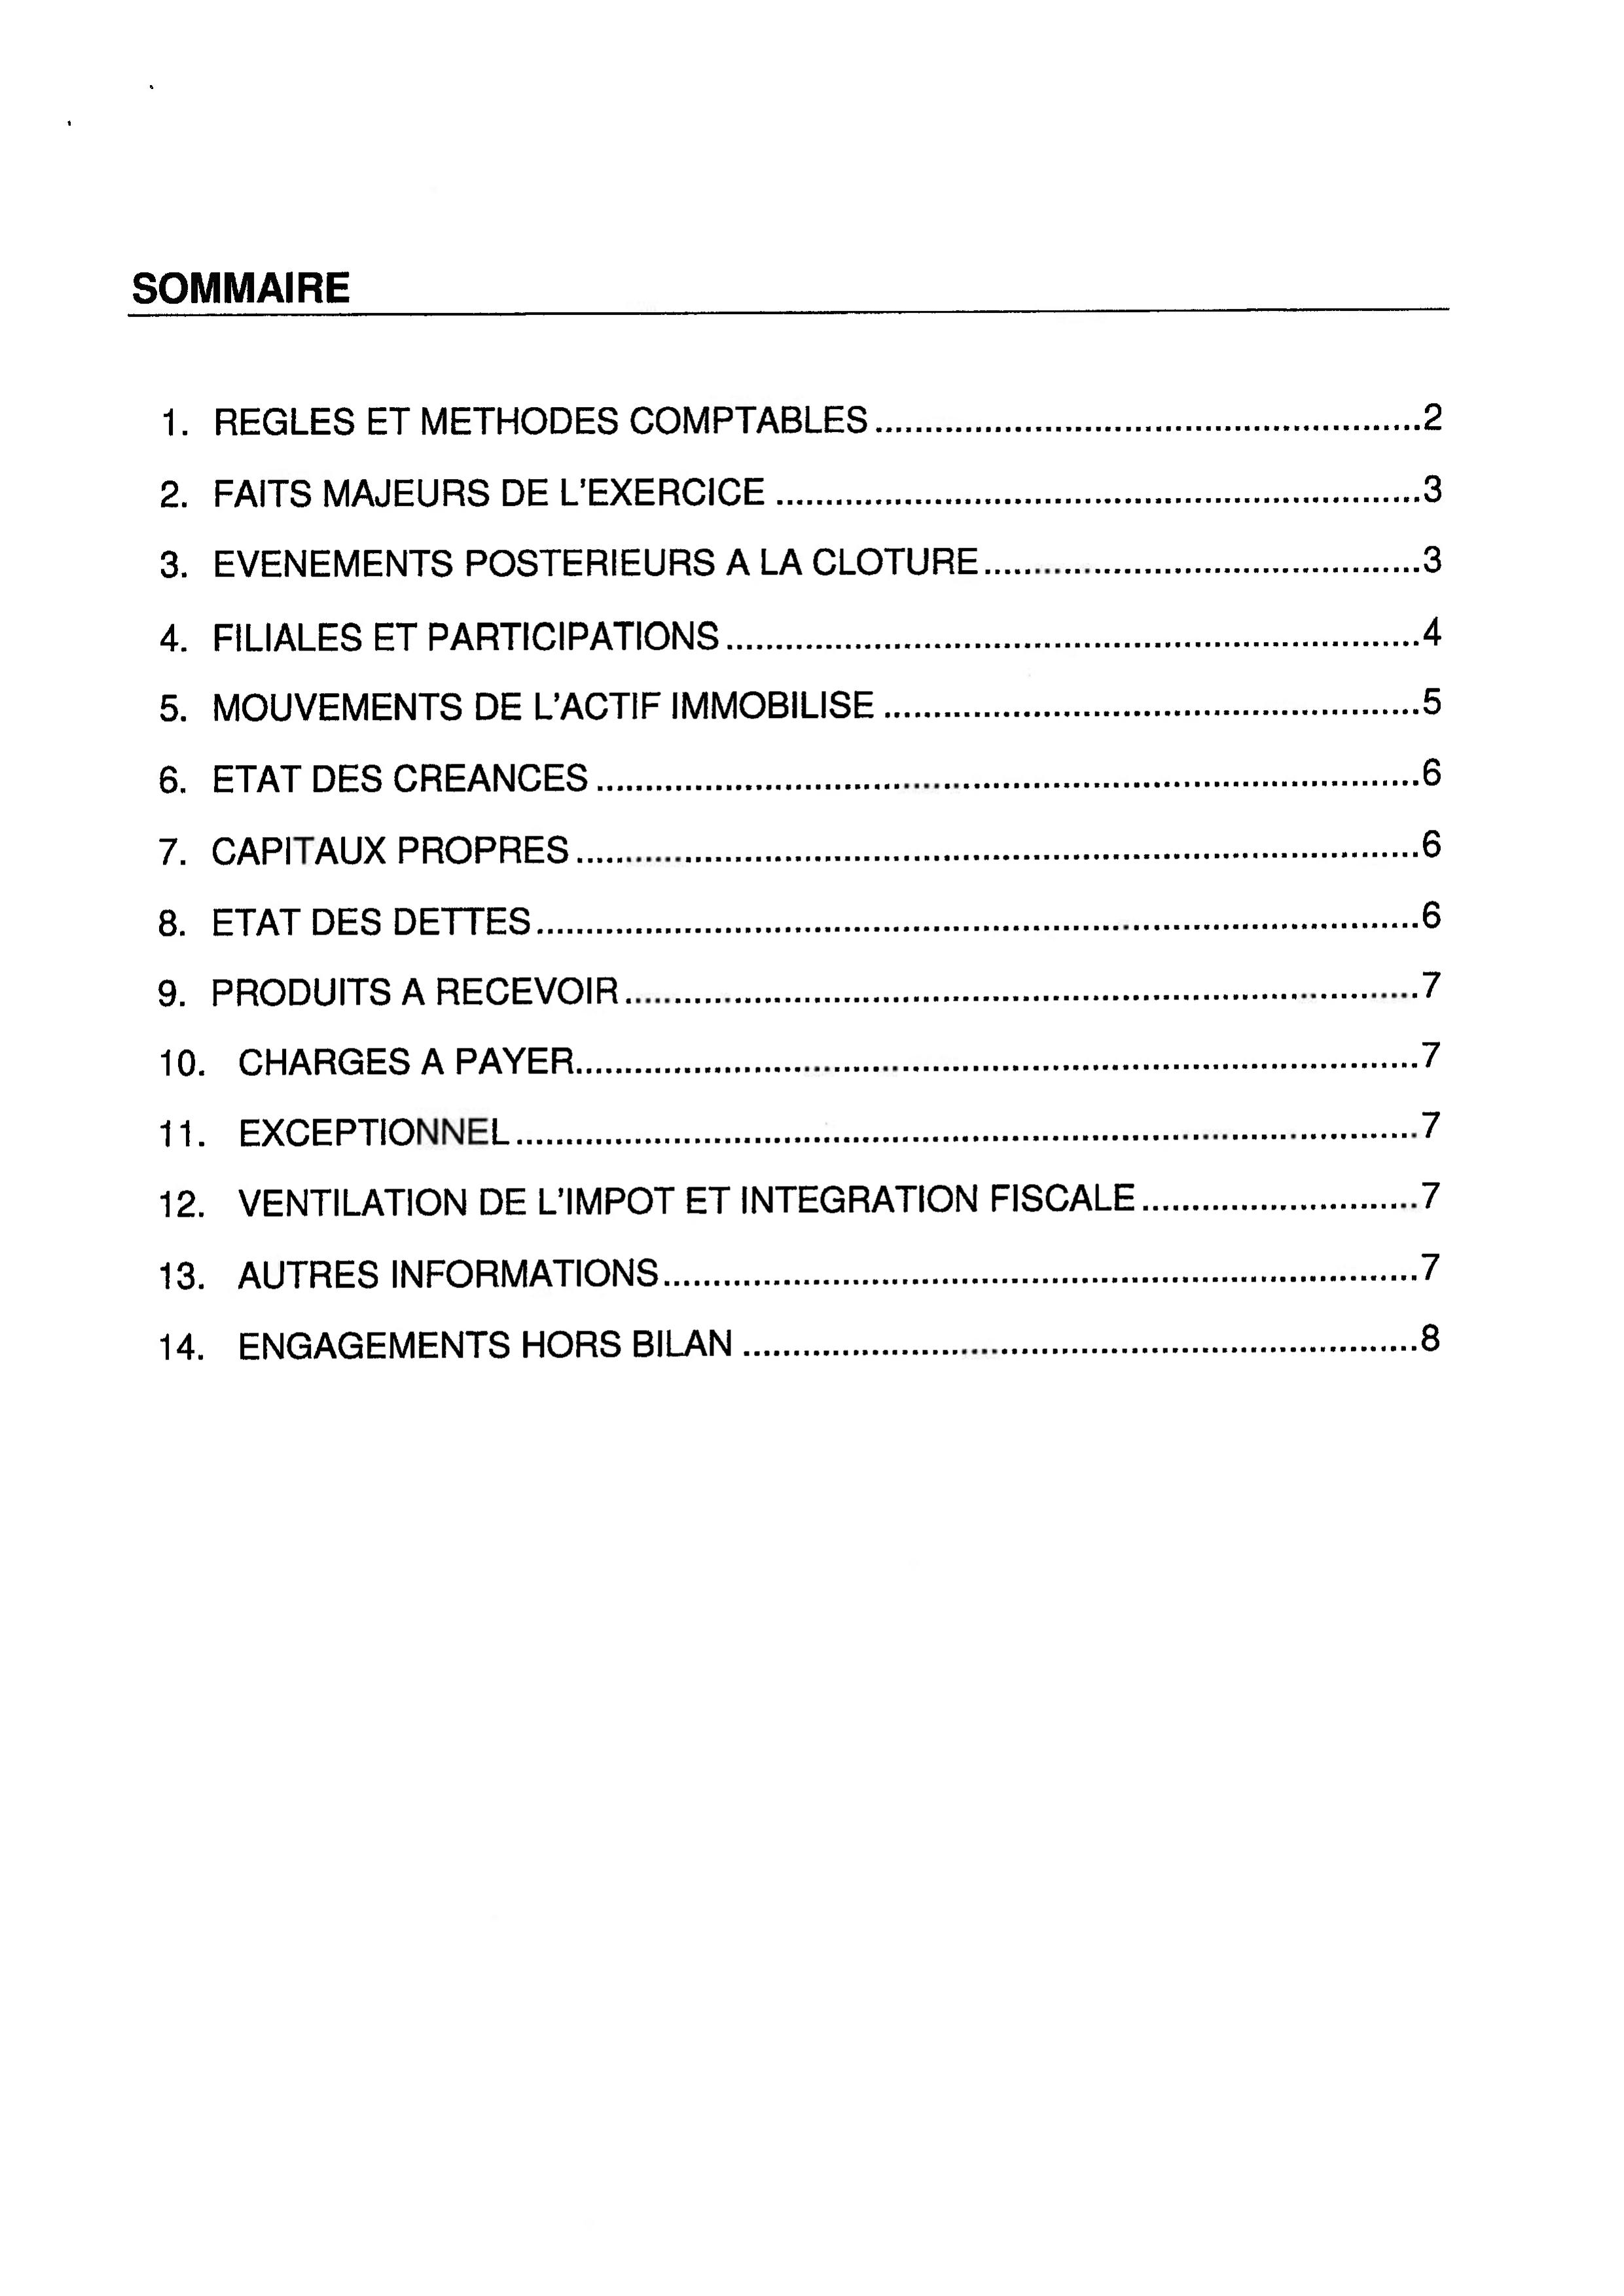 SOMMAIRE
1. REGLES ET METHODES COMPTABLES ........................................................ 2
2. FAITS MAJEURS DE L'EXERCICE ........................................................ 3
3. EVENEMENTS POSTERIEURS A LA CLOTURE ........................................................ 3
4. FILIALES ET PARTICIPATIONS ........................................................ 4
5. MOUVEMENTS DE L'ACTIF IMMOBILISE ........................................................ 5
6. ETAT DES CREANCES ........................................................ 6
7. CAPITAUX PROPRES ........................................................ 6
8. ETAT DES DETTES ........................................................ 6
9. PRODUITS A RECEVOIR ........................................................ 7
10. CHARGES A PAYER ........................................................ 7
11. EXCEPTIONNEL ........................................................ 7
12. VENTILATION DE L'IMPOT ET INTEGRATION FISCALE ............................ 7
13. AUTRES INFORMATIONS ........................................................ 7
14. ENGAGEMENTS HORS BILAN ........................................................ 8